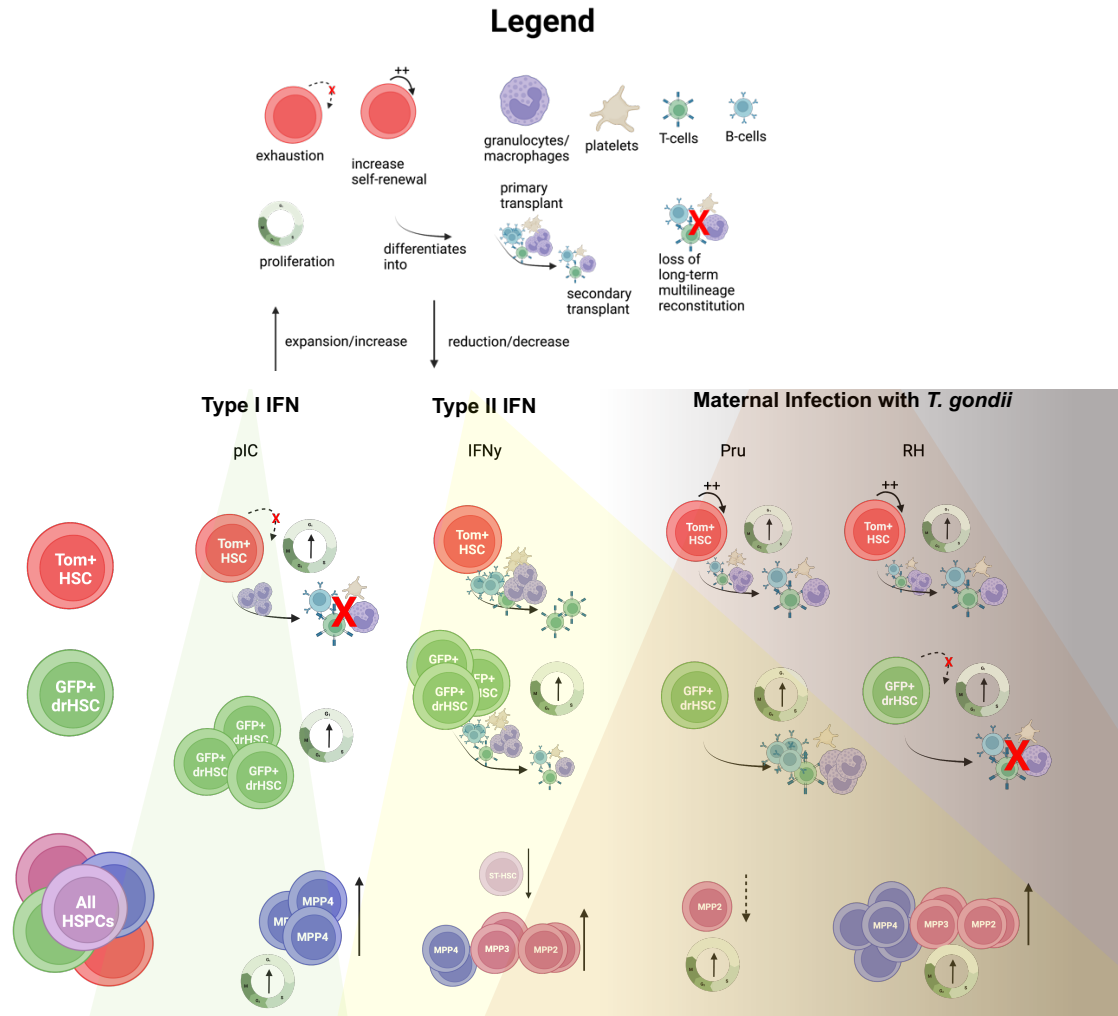 Legend
++
X
exhaustion
increase
self-renewal
granulocytes/
macrophages
platelets
T-cells
B-cells
proliferation
differentiates
into
primary
transplant
secondary
transplant
X
loss of
long-term
multilineage
reconstitution
expansion/increase
reduction/decrease
Type I IFN
Type II IFN
Maternal Infection with T. gondii
pIC
IFNy
Pru
RH
Tom+
HSC
Tom+
HSC
X
X
Tom+
HSC
++
Tom+
HSC
++
Tom+
HSC
GFP+
drHSC
GFP+
drHSC
GFP+
drHSC
GFP+
drHSC
GFP+
HSC
GFP+
drHSC
GFP+
drHSC
GFP+
drHSC
X
X
All
HSPCs
MPP4
MPP4
ST-HSC
MPP4
MPP3
MPP2
MPP2
MPP4
MPP3
MPP2